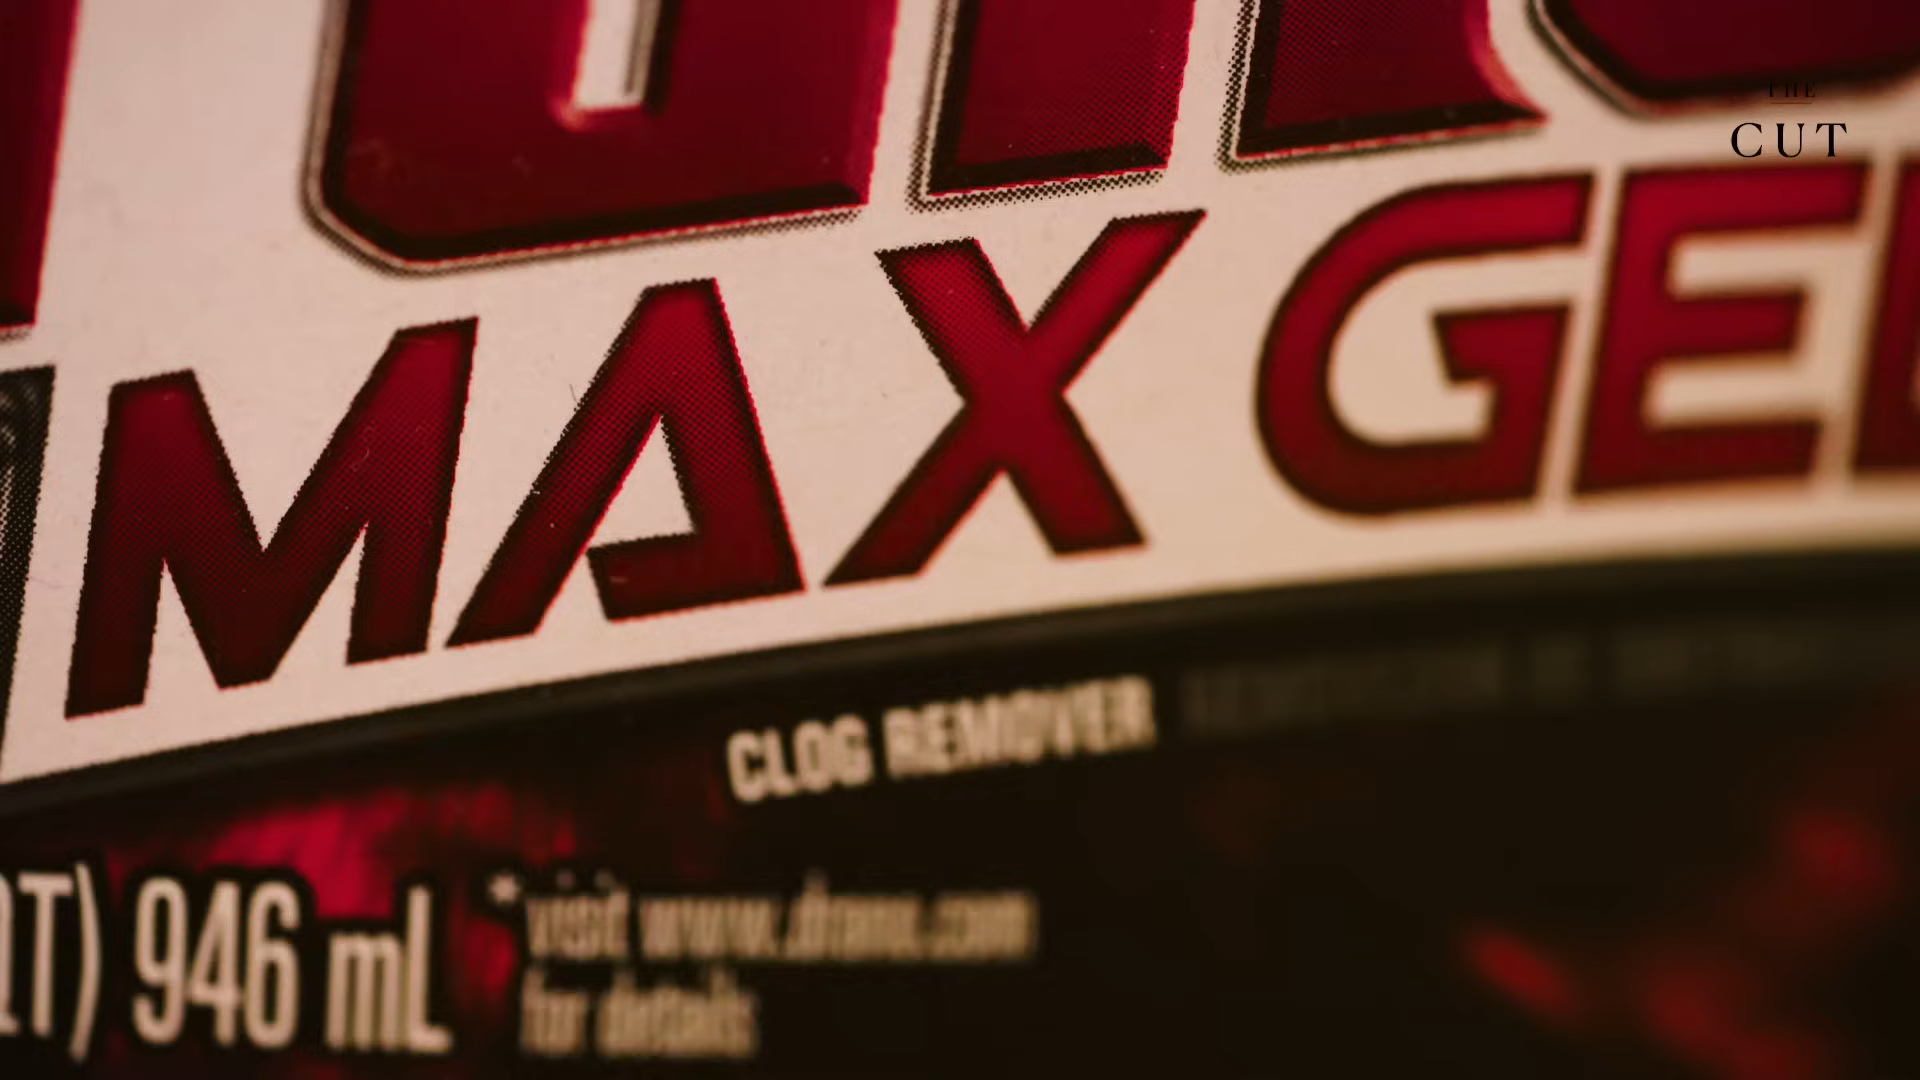 THE
CUT
MAX GEL
CLOG REMOVER
QT) 946 mL
*visit www.drano.com
for details